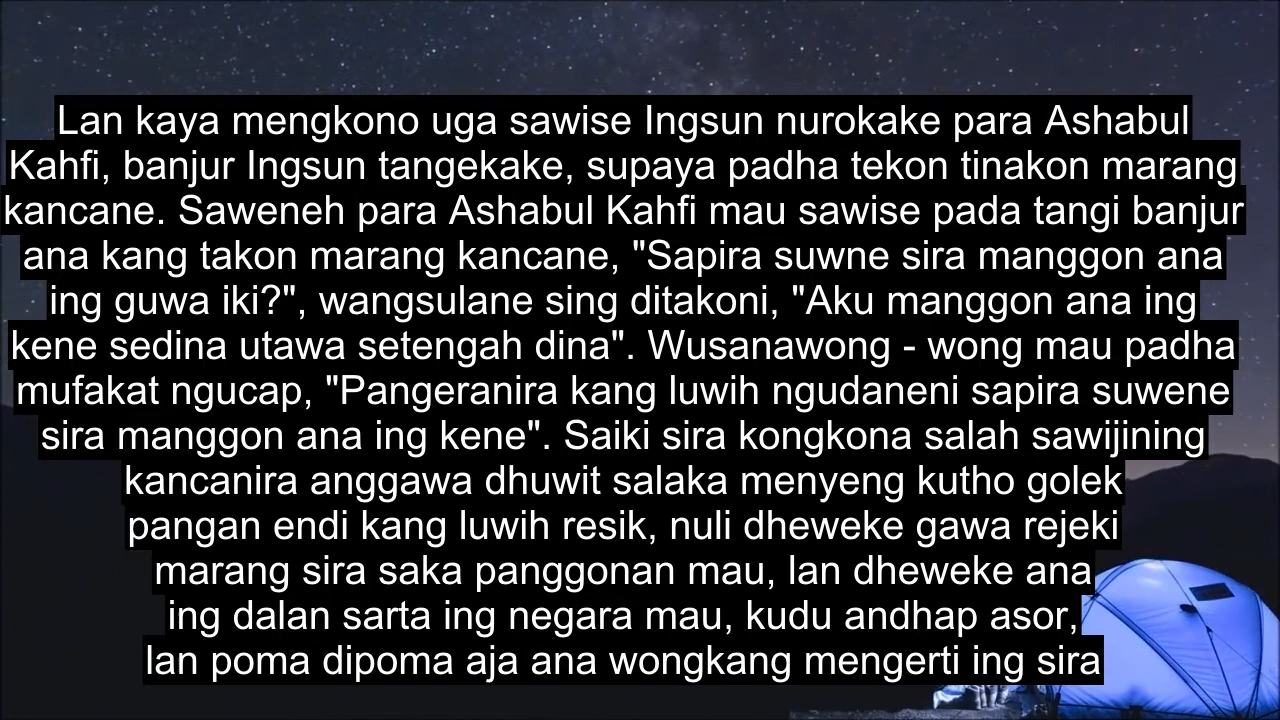 Lan kaya mengkono uga sawise Ingsun nurokake para Ashabul
Kahfi, banjur Ingsun tangekake, supaya padha tekon tinakon marang
kancane. Saweneh para Ashabul Kahfi mau sawise pada tangi banjur
ana kang takon marang kancane, "Sapira suwne sira manggon ana
ing guwa iki?", wangsulane sing ditakoni, "Aku manggon ana ing
kene sedina utawa setengah dina". Wusanawong - wong mau padha
mufakat ngucap, "Pangeranira kang luwih ngudaneni sapira suwene
sira manggon ana ing kene". Saiki sira kongkona salah sawijining
kancanira anggawa dhuwit salaka menyeng kutho golek
pangan endi kang luwih resik, nuli dheweke gawa rejeki
marang sira saka panggonan mau, lan dheweke ana
ing dalan sarta ing negara mau, kudu andhap asor,
lan poma dipoma aja ana wongkang mengerti ing sira